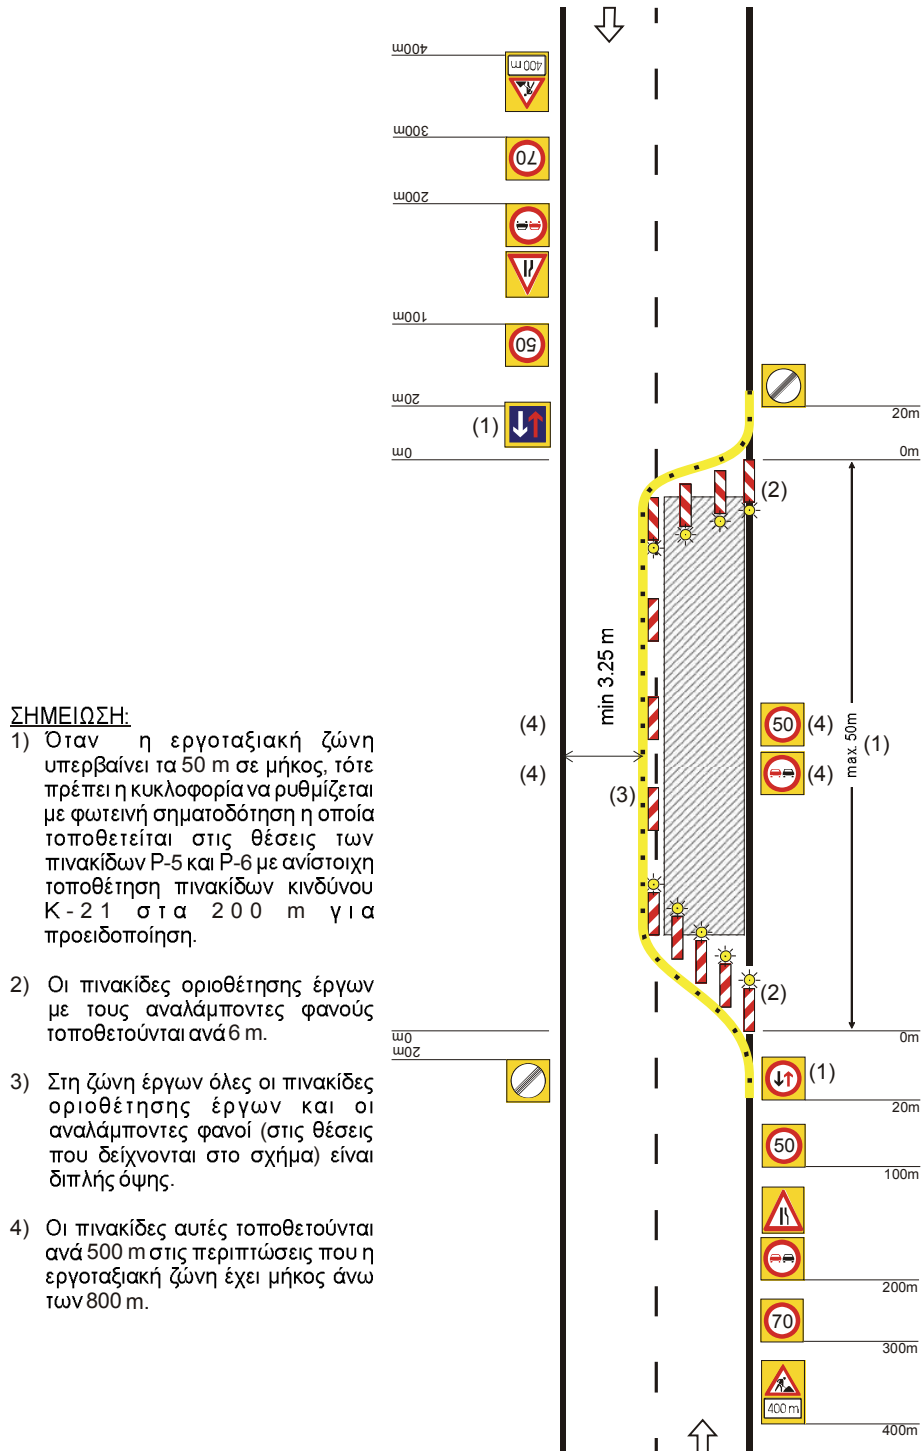 400m
400 m
300m
70
200m
100m
50
20m
(1)
0m
20m
0m
(2)
min 3.25 m
max. 50m
(1)
(4)
50 (4)
(4)
(4)
(3)
ΣΗΜΕΙΩΣΗ:
1) Όταν η εργοταξιακή ζώνη
υπερβαίνει τα 50 m σε μήκος, τότε
πρέπει η κυκλοφορία να ρυθμίζεται
με φωτεινή σηματοδότηση η οποία
τοποθετείται στις θέσεις των
πινακίδων Ρ-5 και Ρ-6 με ανίστοιχη
τοποθέτηση πινακίδων κινδύνου
Κ-21 στα 200 m για
προειδοποίηση.
2) Οι πινακίδες οριοθέτησης έργων
με τους αναλάμποντες φανούς
τοποθετούνται ανά 6 m.
3) Στη ζώνη έργων όλες οι πινακίδες
οριοθέτησης έργων και οι
αναλάμποντες φανοί (στις θέσεις
που δείχνονται στο σχήμα) είναι
διπλής όψης.
4) Οι πινακίδες αυτές τοποθετούνται
ανά 500 m στις περιπτώσεις που η
εργοταξιακή ζώνη έχει μήκος άνω
των 800 m.
(2)
0m
20m
0m
(1)
20m
50
100m
200m
70
300m
400 m
400m